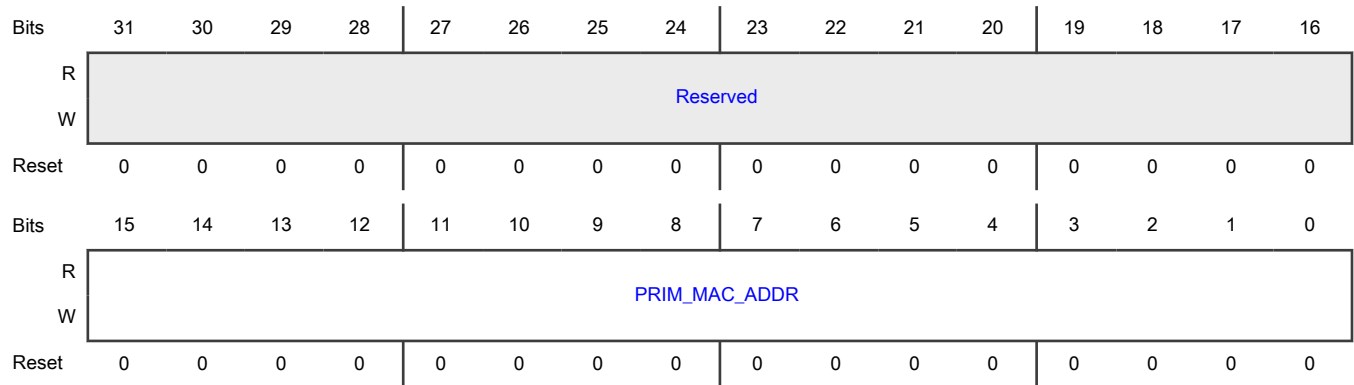 Bits 31 30 29 28 27 26 25 24 23 22 21 20 19 18 17 16
R
Reserved
W
Reset 0 0 0 0 0 0 0 0 0 0 0 0 0 0 0 0
Bits 15 14 13 12 11 10 9 8 7 6 5 4 3 2 1 0
R
PRIM_MAC_ADDR
W
Reset 0 0 0 0 0 0 0 0 0 0 0 0 0 0 0 0